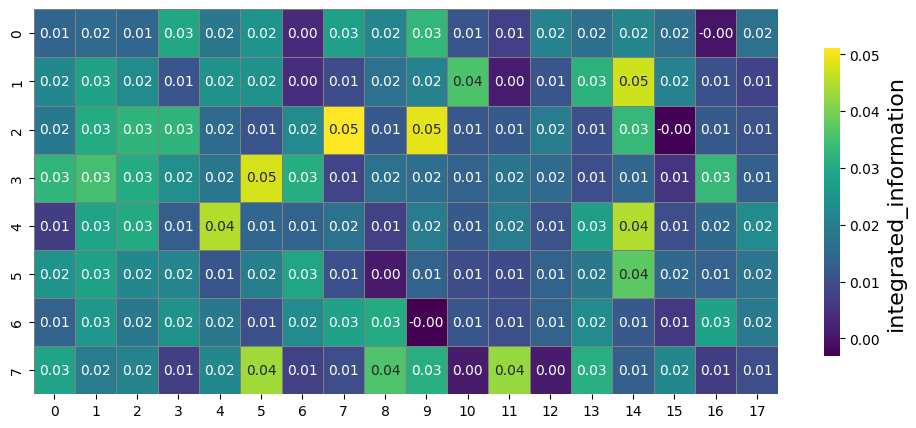 0 0.01 0.02 0.01 0.03 0.02 0.02 0.00 0.03 0.02 0.03 0.01 0.01 0.02 0.02 0.02 0.02 -0.00 0.02
1 0.02 0.03 0.02 0.01 0.02 0.02 0.00 0.01 0.02 0.02 0.04 0.00 0.01 0.03 0.05 0.02 0.01 0.01
2 0.02 0.03 0.03 0.03 0.02 0.01 0.02 0.05 0.01 0.05 0.01 0.01 0.02 0.01 0.03 -0.00 0.01 0.01
3 0.03 0.03 0.03 0.02 0.02 0.05 0.03 0.01 0.02 0.02 0.01 0.02 0.02 0.01 0.01 0.01 0.03 0.01
4 0.01 0.03 0.03 0.01 0.04 0.01 0.01 0.02 0.01 0.02 0.01 0.02 0.01 0.03 0.04 0.01 0.02 0.02
5 0.02 0.03 0.02 0.02 0.01 0.02 0.03 0.01 0.00 0.01 0.01 0.01 0.01 0.02 0.04 0.02 0.01 0.02
6 0.01 0.03 0.02 0.02 0.02 0.01 0.02 0.03 0.03 -0.00 0.01 0.01 0.01 0.02 0.01 0.01 0.03 0.02
7 0.03 0.02 0.02 0.01 0.02 0.04 0.01 0.01 0.04 0.03 0.00 0.04 0.00 0.03 0.01 0.02 0.01 0.01
0 1 2 3 4 5 6 7 8 9 10 11 12 13 14 15 16 17
0.05
0.04
0.03
0.02
0.01
0.00
integrated_information